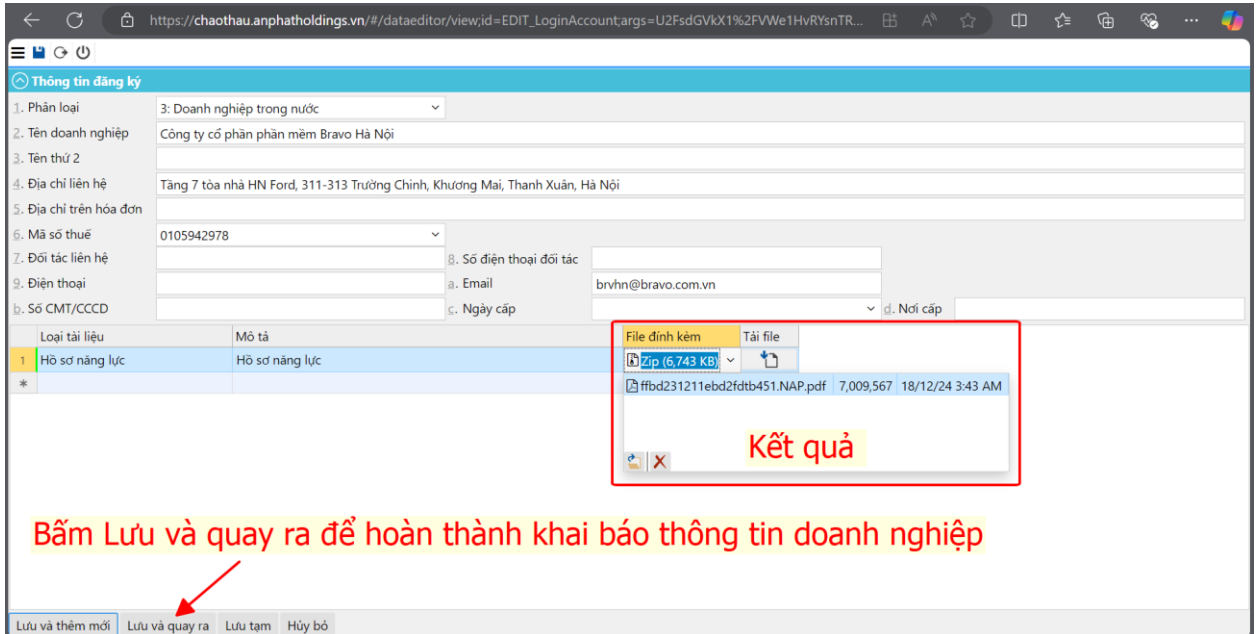 https://chaothau.anphatholdings.vn/#/dataeditor/view;id=EDIT_LoginAccount;args=U2FsdGVkX1%2FVWe1HvRYsnTR...
Thông tin đăng ký
1. Phân loại 3: Doanh nghiệp trong nước
2. Tên doanh nghiệp Công ty cổ phần phần mềm Bravo Hà Nội
3. Tên thứ 2
4. Địa chỉ liên hệ Tầng 7 tòa nhà HN Ford, 311-313 Trường Chinh, Khương Mai, Thanh Xuân, Hà Nội
5. Địa chỉ trên hóa đơn
6. Mã số thuế 0105942978
7. Đối tác liên hệ 8. Số điện thoại đối tác
9. Điện thoại a. Email brvhn@bravo.com.vn
b. Số CMT/CCCD c. Ngày cấp d. Nơi cấp
Loại tài liệu Mô tả File đính kèm Tải file
1 Hồ sơ năng lực Hồ sơ năng lực Zip (6,743 KB)
* ffbd231211ebd2fdtb451.NAP.pdf 7,009,567 18/12/24 3:43 AM
Kết quả
Bấm Lưu và quay ra để hoàn thành khai báo thông tin doanh nghiệp
Lưu và thêm mới Lưu và quay ra Lưu tạm Hủy bỏ